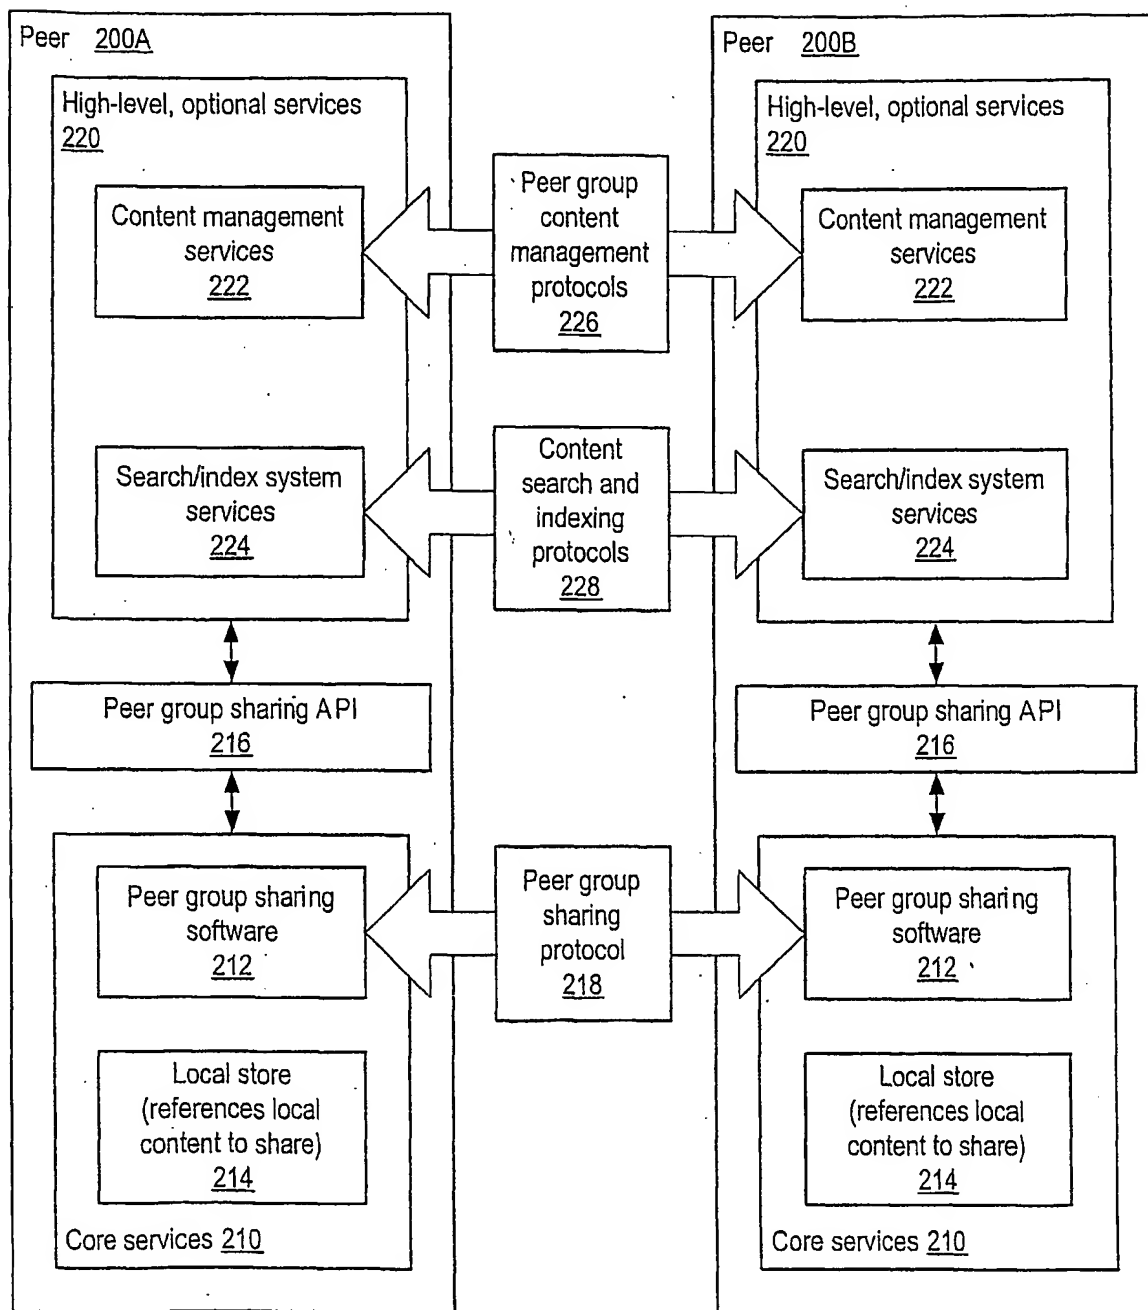 Peer 200A
High-level, optional services
220
Content management
services
222
Search/index system
services
224
Peer group sharing API
216
Peer group sharing
software
212
Local store
(references local
content to share)
214
Core services 210
Peer group
content
management
protocols
226
Content
search and
indexing
protocols
228
Peer group
sharing
protocol
218
Peer 200B
High-level, optional services
220
Content management
services
222
Search/index system
services
224
Peer group sharing API
216
Peer group sharing
software
212
Local store
(references local
content to share)
214
Core services 210